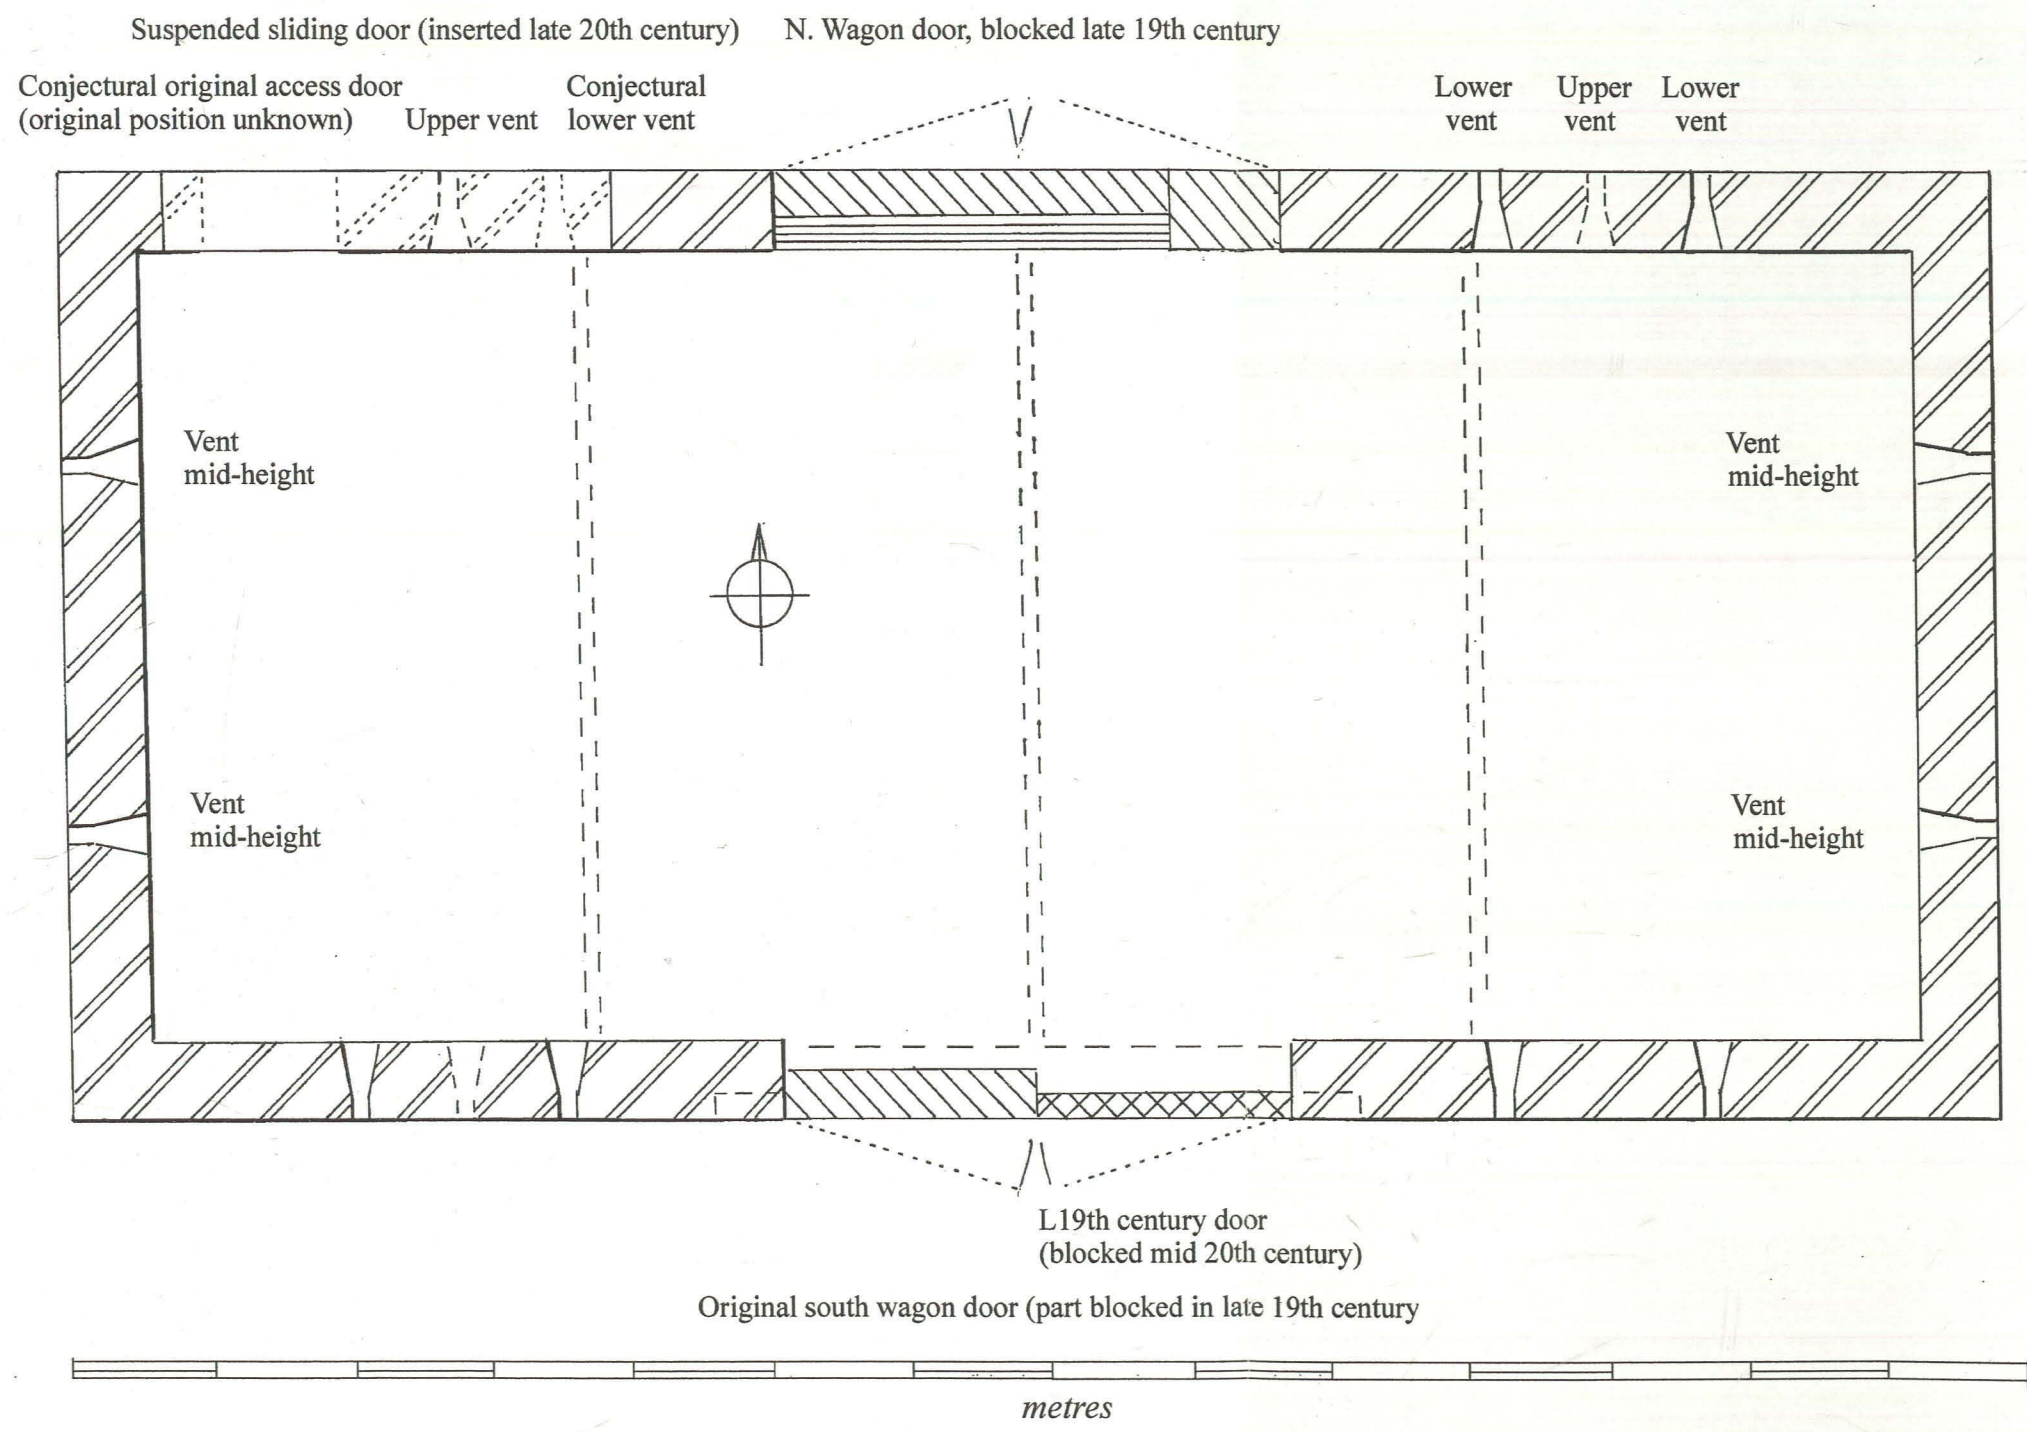 Suspended sliding door (inserted late 20th century)
N. Wagon door, blocked late 19th century
Conjectural original access door
(original position unknown)
Upper vent
Conjectural
lower vent
Lower
vent
Upper
vent
Lower
vent
Vent
mid-height
Vent
mid-height
Vent
mid-height
Vent
mid-height
L19th century door
(blocked mid 20th century)
Original south wagon door (part blocked in late 19th century
metres